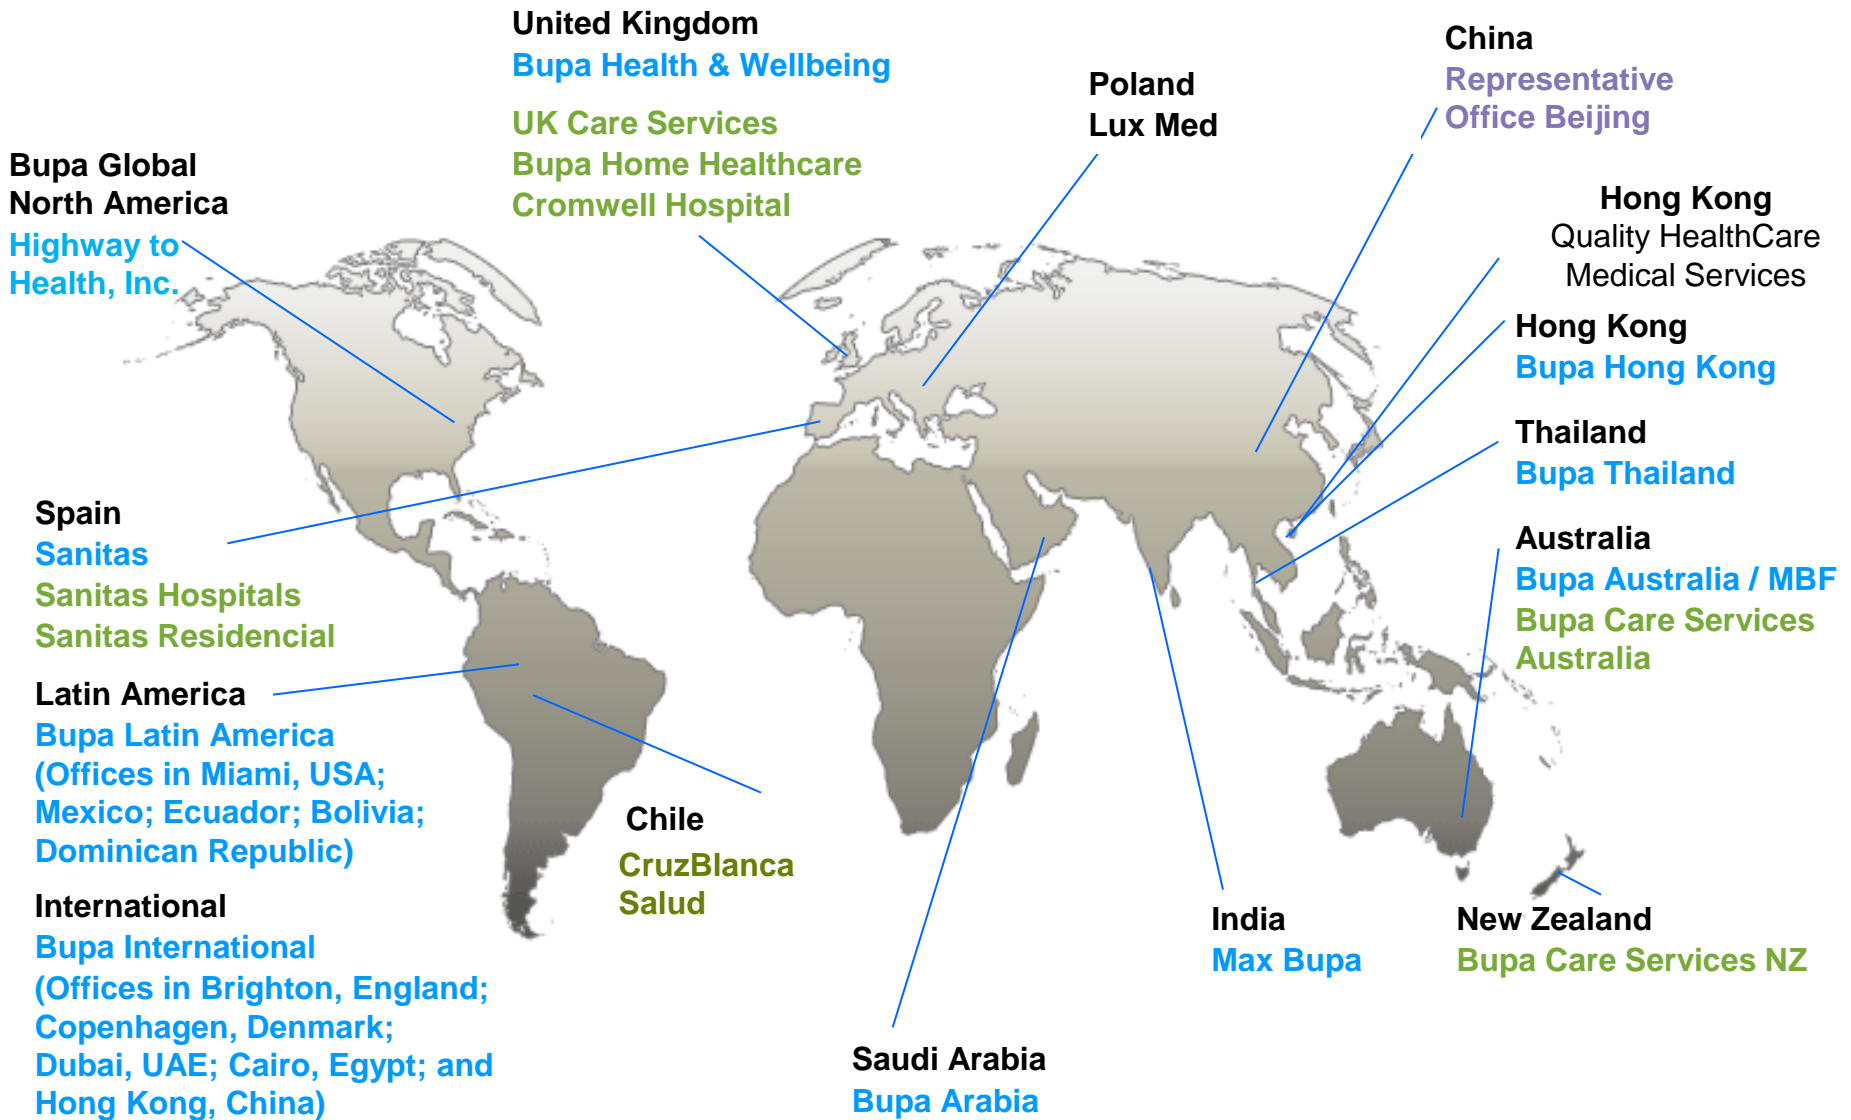 United Kingdom
Bupa Health & Wellbeing
UK Care Services
Bupa Home Healthcare
Cromwell Hospital
Poland
Lux Med
China
Representative
Office Beijing
Bupa Global
North America
Highway to
Health, Inc.
Hong Kong
Quality HealthCare
Medical Services
Hong Kong
Bupa Hong Kong
Thailand
Bupa Thailand
Spain
Sanitas
Sanitas Hospitals
Sanitas Residencial
Australia
Bupa Australia / MBF
Bupa Care Services
Australia
Latin America
Bupa Latin America
(Offices in Miami, USA;
Mexico; Ecuador; Bolivia;
Dominican Republic)
Chile
CruzBlanca
Salud
International
Bupa International
(Offices in Brighton, England;
Copenhagen, Denmark;
Dubai, UAE; Cairo, Egypt; and
Hong Kong, China)
India
Max Bupa
New Zealand
Bupa Care Services NZ
Saudi Arabia
Bupa Arabia